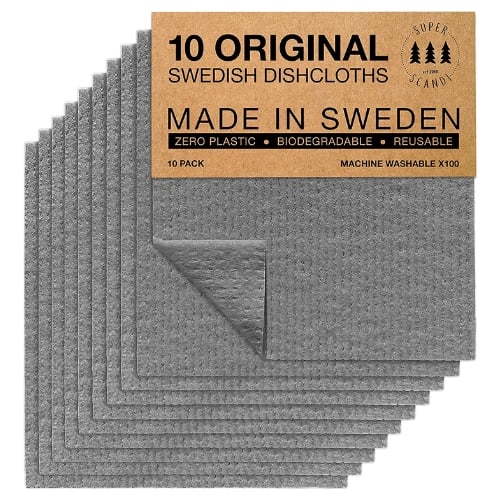 10 ORIGINAL
SWEDISH DISHCLOTHS
SUPER
SCANDI
MADE IN SWEDEN
ZERO PLASTIC • BIODEGRADABLE • REUSABLE
10 PACK
MACHINE WASHABLE X100